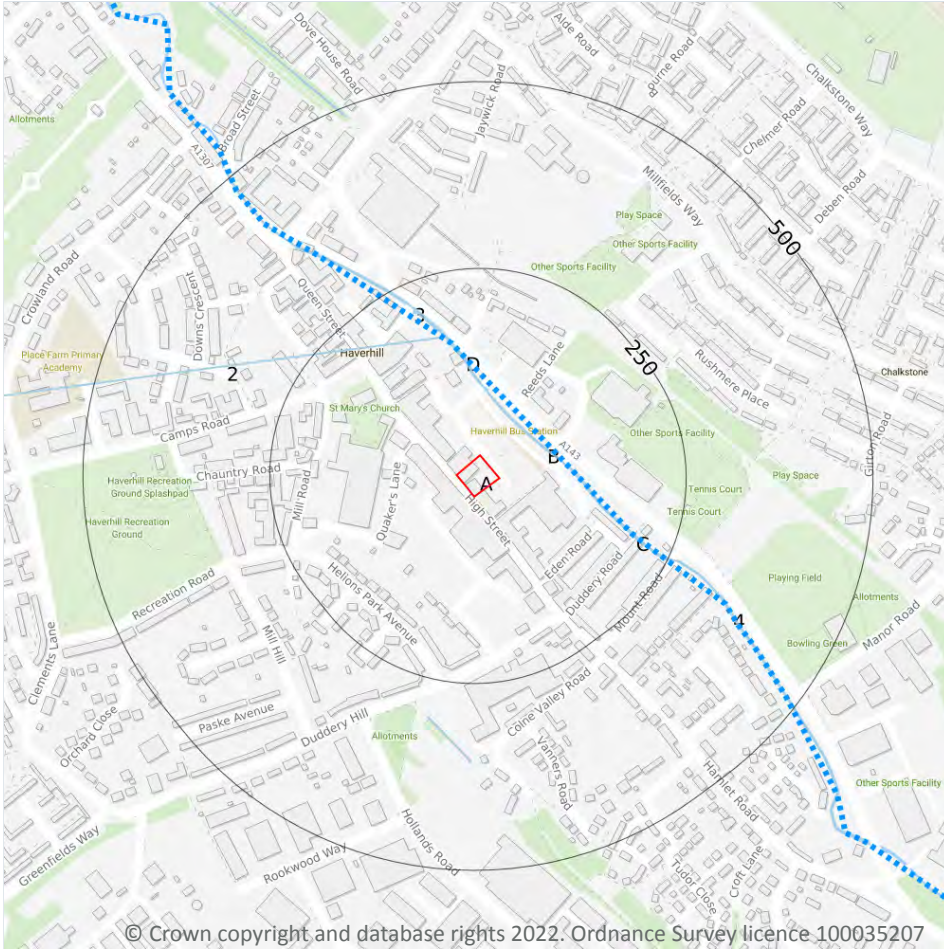 Dove House Road
Alde Road
Burne Road
Chalkstone Way
Allotments
Broad Street
A1307
Jaywick Road
Chelmer Road
Deben Road
Millfields Way
Play Space
500
Other Sports Facility
Other Sports Facility
Crowland Road
Downs Crescent
Queen Street
3
250
Place Farm Primary
Academy
2
Haverhill
D
Reeds Lane
Rushmere Place
Chalkstone
Camps Road
St Mary's Church
Haverhill Bus Station
A143
B
Other Sports Facility
Girton Road
Chauntry Road
Mill Road
Quaker's Lane
A
Play Space
Haverhill Recreation
Ground Splashpad
Tennis Court
Tennis Court
Haverhill Recreation
Ground
High Street
Eden Road
Duddery Road
C
Mount Road
Playing Field
Recreation Road
Hellons Park Avenue
Mill Hill
4
Allotments
Bowling Green
Manor Road
Clements Lane
Orchard Close
Paske Avenue
Duddery Hill
Allotments
Colne Valley Road
Vanners Road
Hamlet Road
Other Sports Facility
Greenfields Way
Rookwood Way
Hollands Road
Tudor Close
Croft Lane
© Crown copyright and database rights 2022. Ordnance Survey licence 100035207